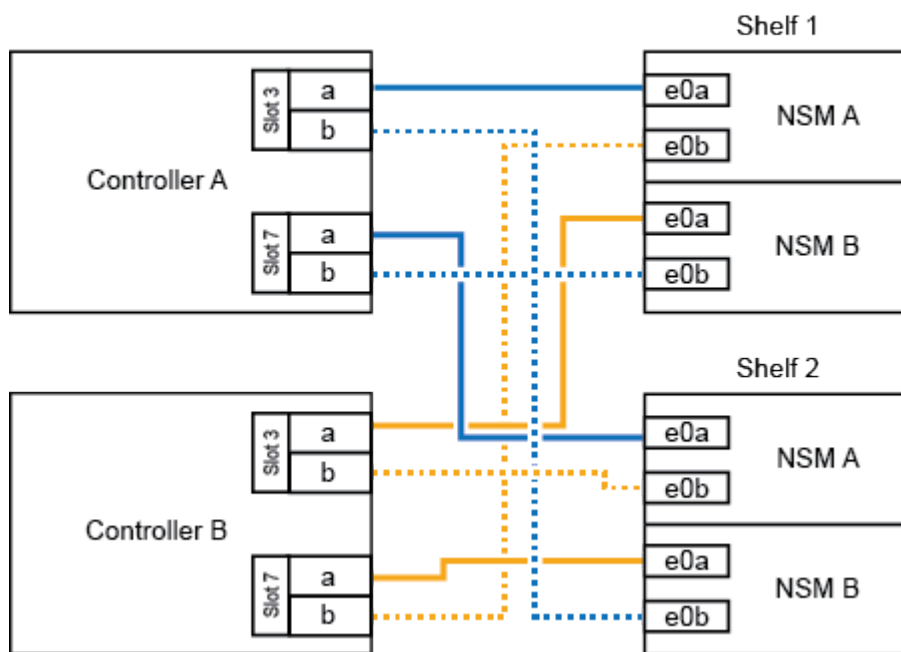 Shelf 1
Controller A
Slot 3
a
b
Slot 7
a
b
e0a
e0b
NSM A
e0a
e0b
NSM B
Shelf 2
Controller B
Slot 3
a
b
Slot 7
a
b
e0a
e0b
NSM A
e0a
e0b
NSM B